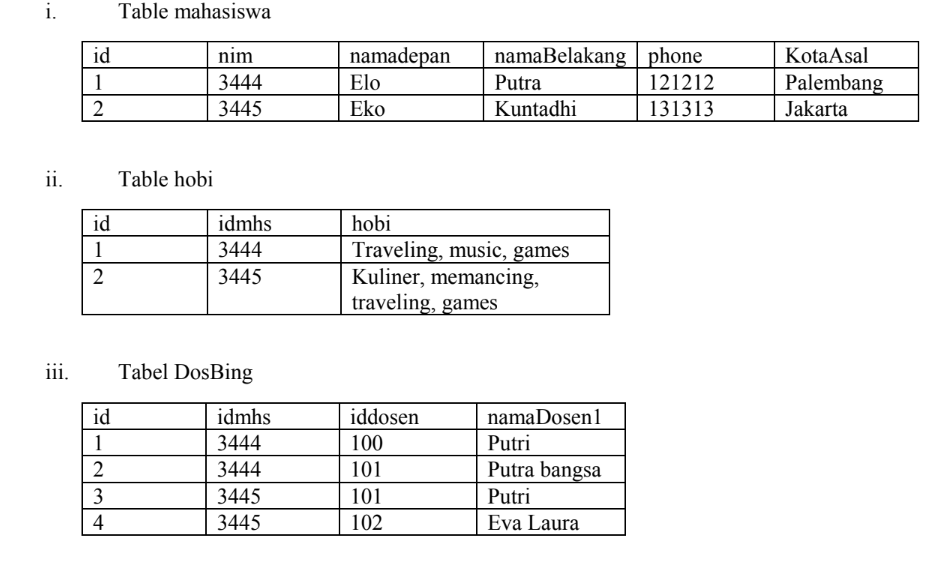 i. Table mahasiswa
id nim namadepan namaBelakang phone KotaAsal
1 3444 Elo Putra 121212 Palembang
2 3445 Eko Kuntadhi 131313 Jakarta
ii. Table hobi
id idmhs hobi
1 3444 Traveling, music, games
2 3445 Kuliner, memancing,
traveling, games
iii. Tabel DosBing
id idmhs iddosen namaDosen1
1 3444 100 Putri
2 3444 101 Putra bangsa
3 3445 101 Putri
4 3445 102 Eva Laura